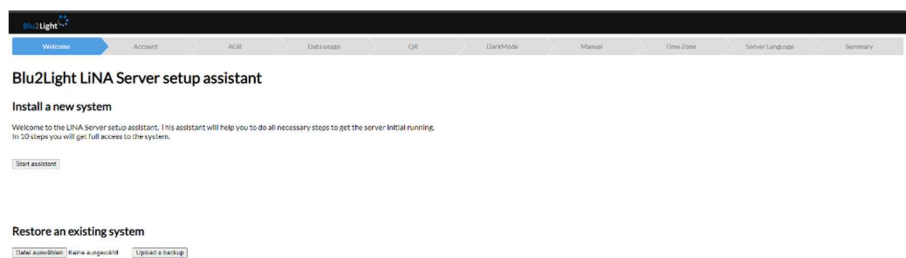 Blu2Light
Welcome Account AGB Data usage QR DarkMode Manual Time Zone Server Language Summary
Blu2Light LiNA Server setup assistant
Install a new system
Welcome to the LiNA Server setup assistant. This assistant will help you to do all necessary steps to get the server initial running.
In 10 steps you will get full access to the system.
Start assistant
Restore an existing system
Datei auswählen Keine ausgewählt Upload a backup